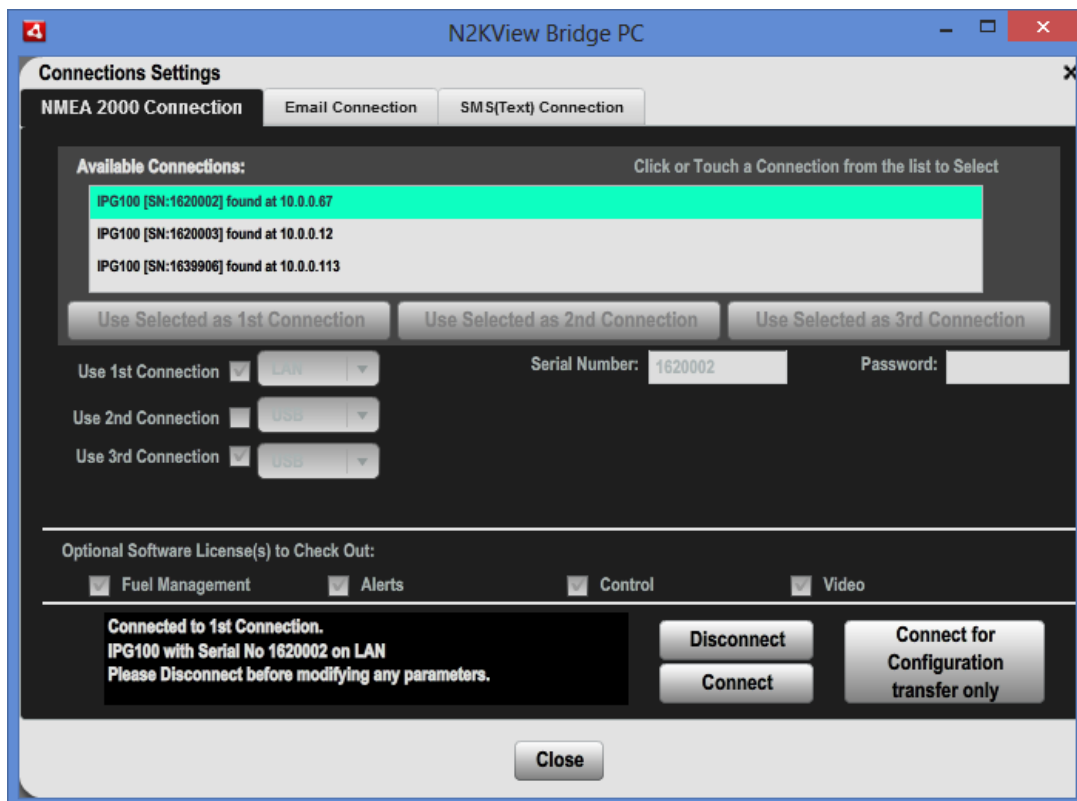 N2KView Bridge PC
Connections Settings
NMEA 2000 Connection
Email Connection
SMS(Text) Connection
Available Connections:
Click or Touch a Connection from the list to Select
IPG100 [SN:1620002] found at 10.0.0.67
IPG100 [SN:1620003] found at 10.0.0.12
IPG100 [SN:1639906] found at 10.0.0.113
Use Selected as 1st Connection
Use Selected as 2nd Connection
Use Selected as 3rd Connection
Use 1st Connection
LAN
Serial Number:
1620002
Password:
Use 2nd Connection
USB
Use 3rd Connection
USB
Optional Software License(s) to Check Out:
Fuel Management
Alerts
Control
Video
Connected to 1st Connection.
IPG100 with Serial No 1620002 on LAN
Please Disconnect before modifying any parameters.
Disconnect
Connect
Connect for
Configuration
transfer only
Close